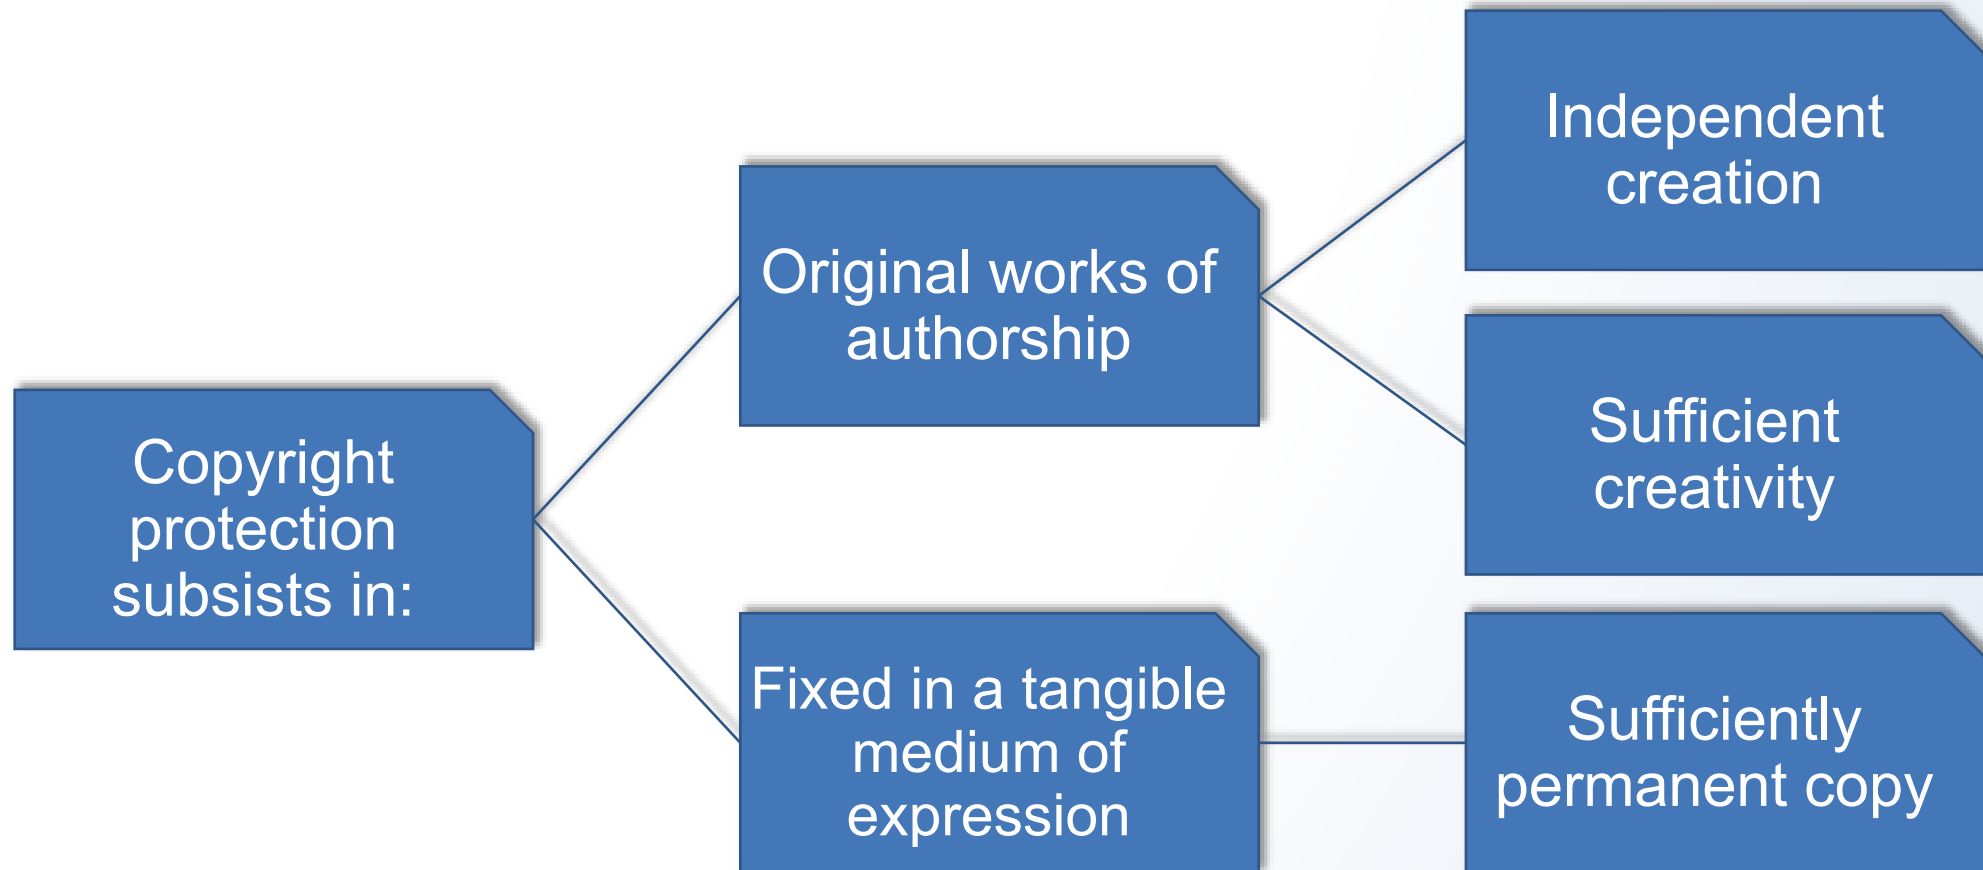 Copyright
protection
subsists in:
Original works of
authorship
Fixed in a tangible
medium of
expression
Independent
creation
Sufficient
creativity
Sufficiently
permanent copy